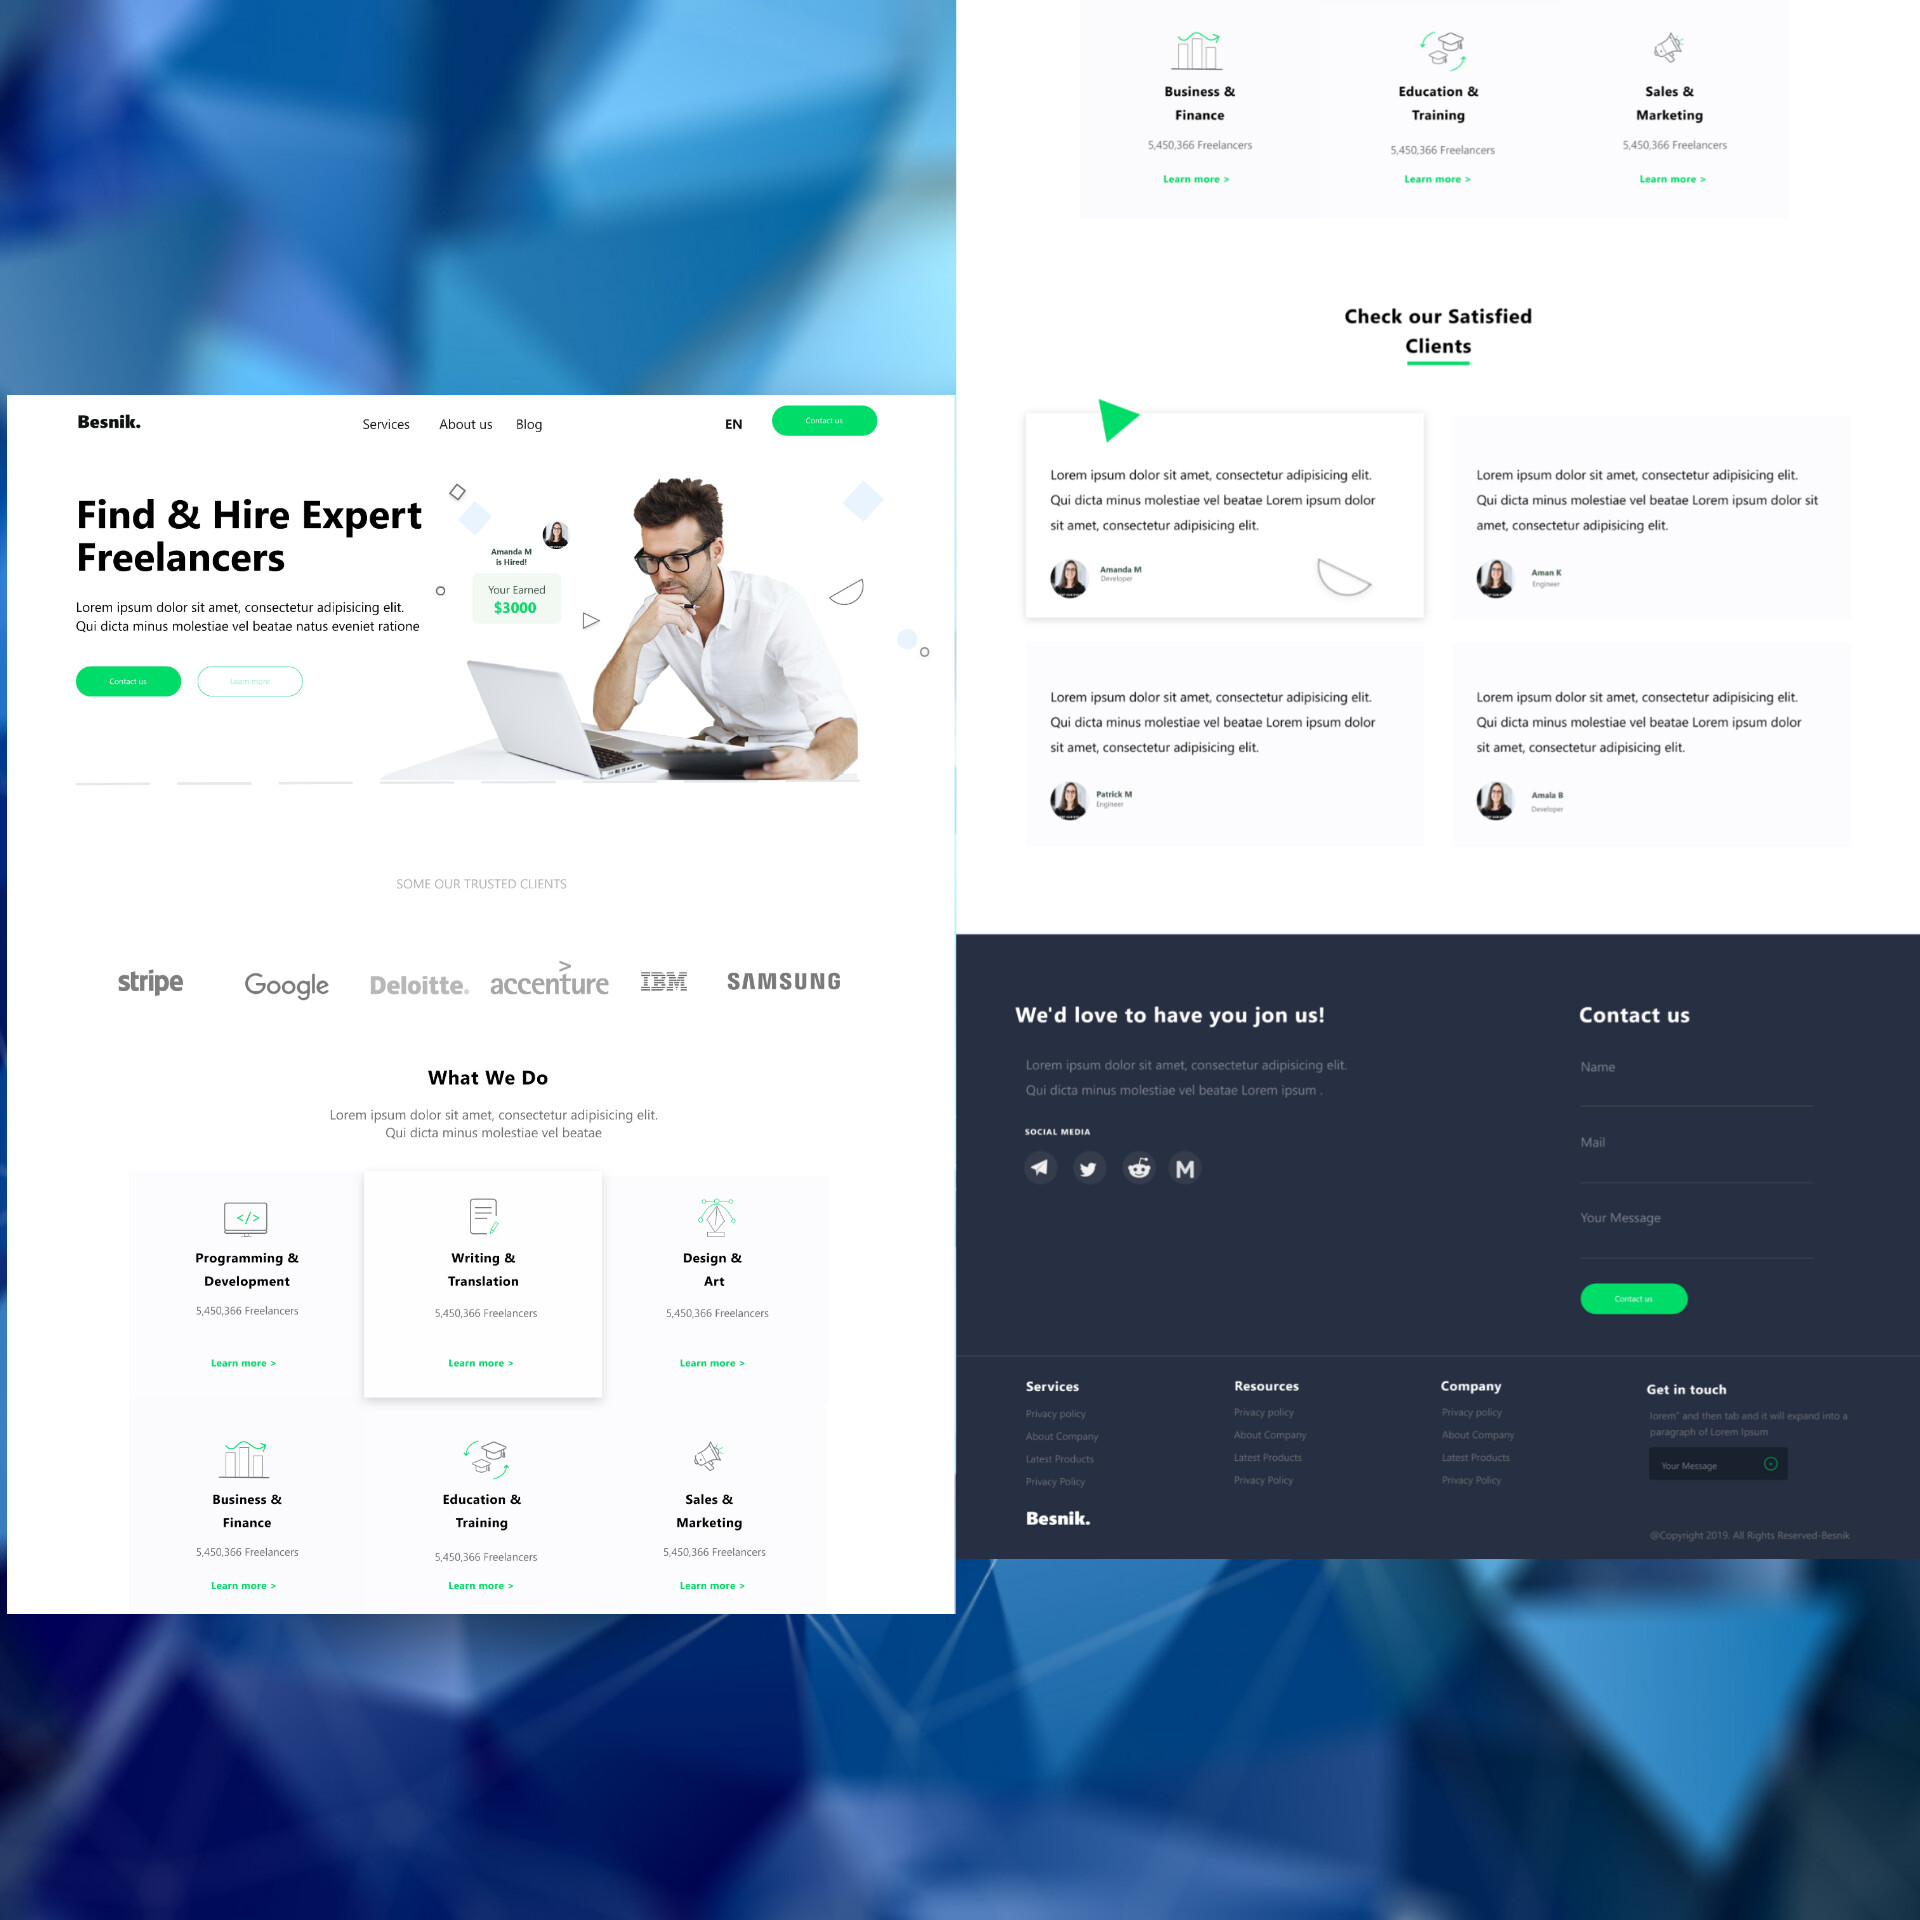 Besnik.
Services About us Blog
EN
Contact us
Find & Hire Expert
Freelancers
Lorem ipsum dolor sit amet, consectetur adipisicing elit.
Qui dicta minus molestiae vel beatae natus eveniet ratione
Contact us
Learn more
Amanda M
is Hired!
Your Earned
$3000
SOME OUR TRUSTED CLIENTS
stripe
Google
Deloitte.
accenture
IBM
SAMSUNG
What We Do
Lorem ipsum dolor sit amet, consectetur adipisicing elit.
Qui dicta minus molestiae vel beatae
</>
Programming &
Development
5,450,366 Freelancers
Learn more >
Writing &
Translation
5,450,366 Freelancers
Learn more >
Design &
Art
5,450,366 Freelancers
Learn more >
Business &
Finance
5,450,366 Freelancers
Learn more >
Education &
Training
5,450,366 Freelancers
Learn more >
Sales &
Marketing
5,450,366 Freelancers
Learn more >
Business &
Finance
5,450,366 Freelancers
Learn more >
Education &
Training
5,450,366 Freelancers
Learn more >
Sales &
Marketing
5,450,366 Freelancers
Learn more >
Check our Satisfied
Clients
Lorem ipsum dolor sit amet, consectetur adipisicing elit.
Qui dicta minus molestiae vel beatae Lorem ipsum dolor
sit amet, consectetur adipisicing elit.
Amanda M
Developer
Lorem ipsum dolor sit amet, consectetur adipisicing elit.
Qui dicta minus molestiae vel beatae Lorem ipsum dolor sit
amet, consectetur adipisicing elit.
Aman K
Engineer
Lorem ipsum dolor sit amet, consectetur adipisicing elit.
Qui dicta minus molestiae vel beatae Lorem ipsum dolor
sit amet, consectetur adipisicing elit.
Patrick M
Engineer
Lorem ipsum dolor sit amet, consectetur adipisicing elit.
Qui dicta minus molestiae vel beatae Lorem ipsum dolor
sit amet, consectetur adipisicing elit.
Amala B
Developer
We'd love to have you jon us!
Lorem ipsum dolor sit amet, consectetur adipisicing elit.
Qui dicta minus molestiae vel beatae Lorem ipsum .
SOCIAL MEDIA
M
Contact us
Name
Mail
Your Message
Contact us
Services
Privacy policy
About Company
Latest Products
Privacy Policy
Resources
Privacy policy
About Company
Latest Products
Privacy Policy
Company
Privacy policy
About Company
Latest Products
Privacy Policy
Get in touch
lorem" and then tab and it will expand into a
paragraph of Lorem Ipsum
Your Message
Besnik.
@Copyright 2019. All Rights Reserved-Besnik